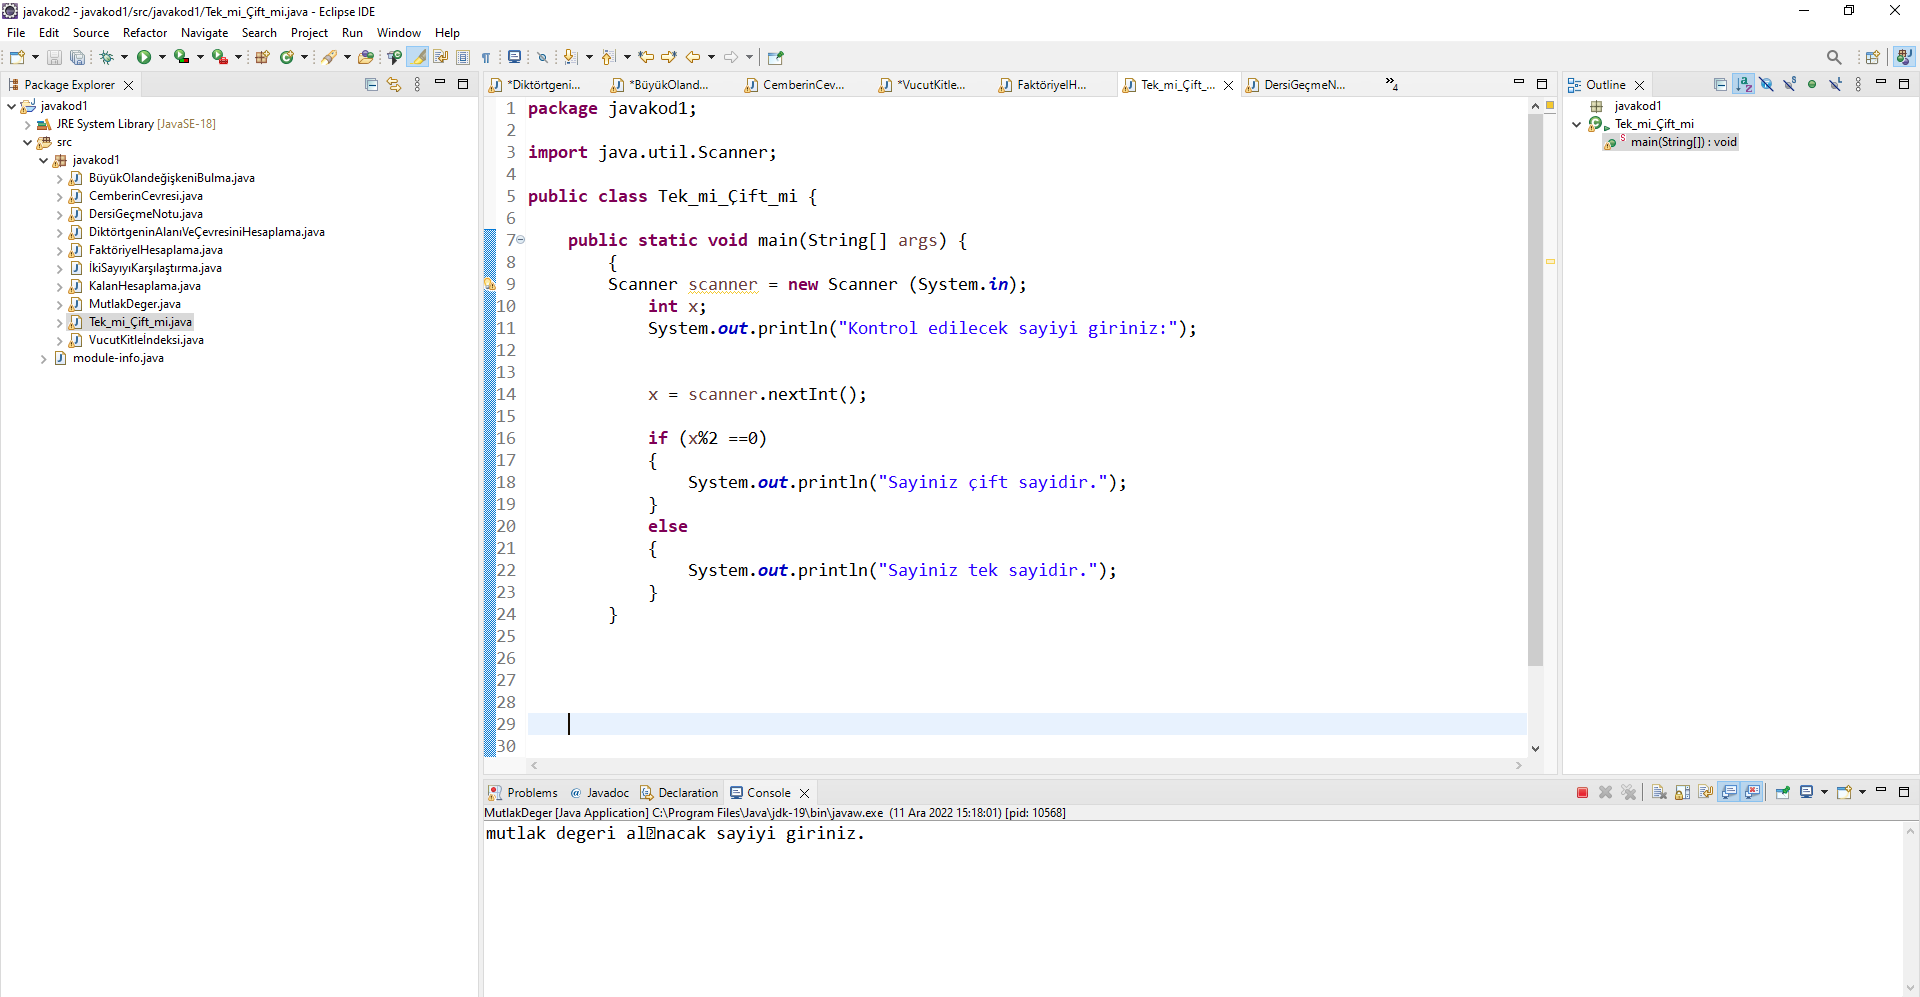 javakod2 - javakod1/src/javakod1/Tek_mi_Çift_mi.java - Eclipse IDE
File Edit Source Refactor Navigate Search Project Run Window Help
Package Explorer
javakod1
JRE System Library [JavaSE-18]
src
javakod1
BüyükOlandeğişkeniBulma.java
CemberinCevresi.java
DersiGeçmeNotu.java
DiktörtgeninAlanıVeÇevresiniHesaplama.java
FaktöriyelHesaplama.java
İkiSayıyıKarşılaştırma.java
KalanHesaplama.java
MutlakDeger.java
Tek_mi_Çift_mi.java
VucutKitleİndeksi.java
module-info.java
*Diktörtgeni... *BüyükOland... CemberinCev... *VucutKitle... FaktöriyelH... Tek_mi_Çift_... DersiGeçmeN... »4
1 package javakod1;
2
3 import java.util.Scanner;
4
5 public class Tek_mi_Çift_mi {
6
7 public static void main(String[] args) {
8 {
9 Scanner scanner = new Scanner (System.in);
10 int x;
11 System.out.println("Kontrol edilecek sayiyi giriniz:");
12
13
14 x = scanner.nextInt();
15
16 if (x%2 ==0)
17 {
18 System.out.println("Sayiniz çift sayidir.");
19 }
20 else
21 {
22 System.out.println("Sayiniz tek sayidir.");
23 }
24 }
25
26
27
28
29
30
Outline
javakod1
Tek_mi_Çift_mi
main(String[]) : void
Problems @ Javadoc Declaration Console
MutlakDeger [Java Application] C:\Program Files\Java\jdk-19\bin\javaw.exe (11 Ara 2022 15:18:01) [pid: 10568]
mutlak degeri al�nacak sayiyi giriniz.